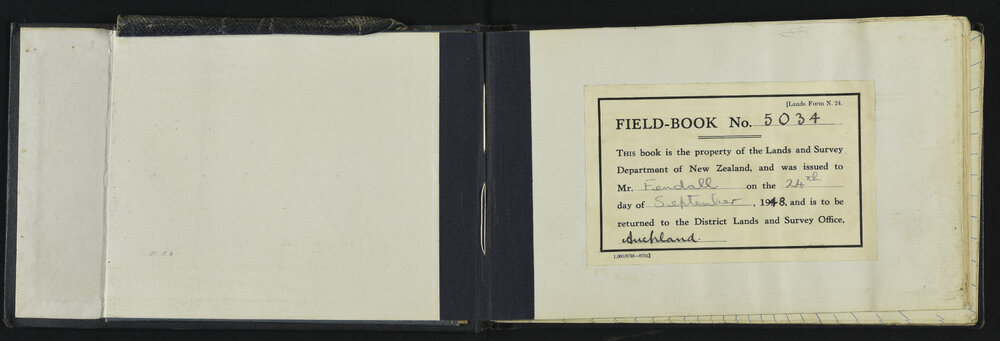 [Lands Form N. 24.
FIELD-BOOK No. 5034
THIS book is the property of the Lands and Survey
Department of New Zealand, and was issued to
Mr. Fendall on the 24th
day of September, 1948, and is to be
returned to the District Lands and Survey Office,
Auckland.